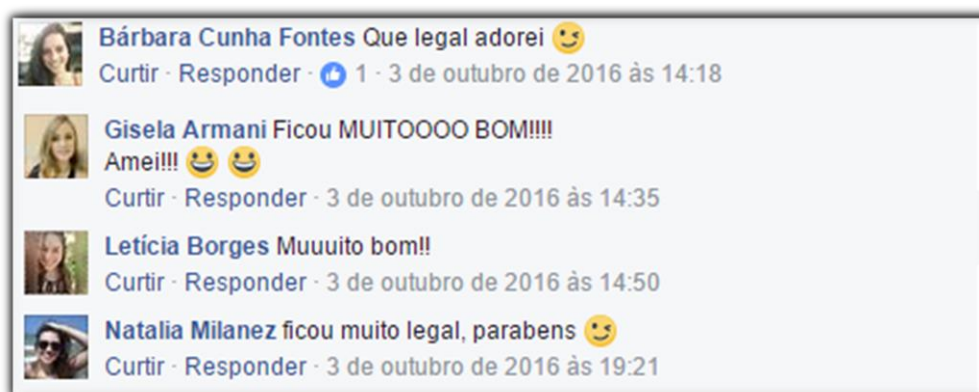 Bárbara Cunha Fontes Que legal adorei 😉
Curtir · Responder · 1 · 3 de outubro de 2016 às 14:18
Gisela Armani Ficou MUITOOOO BOM!!!!
Amei!!! 😀 😀
Curtir · Responder · 3 de outubro de 2016 às 14:35
Letícia Borges Muuuito bom!!
Curtir · Responder · 3 de outubro de 2016 às 14:50
Natalia Milanez ficou muito legal, parabens 😉
Curtir · Responder · 3 de outubro de 2016 às 19:21